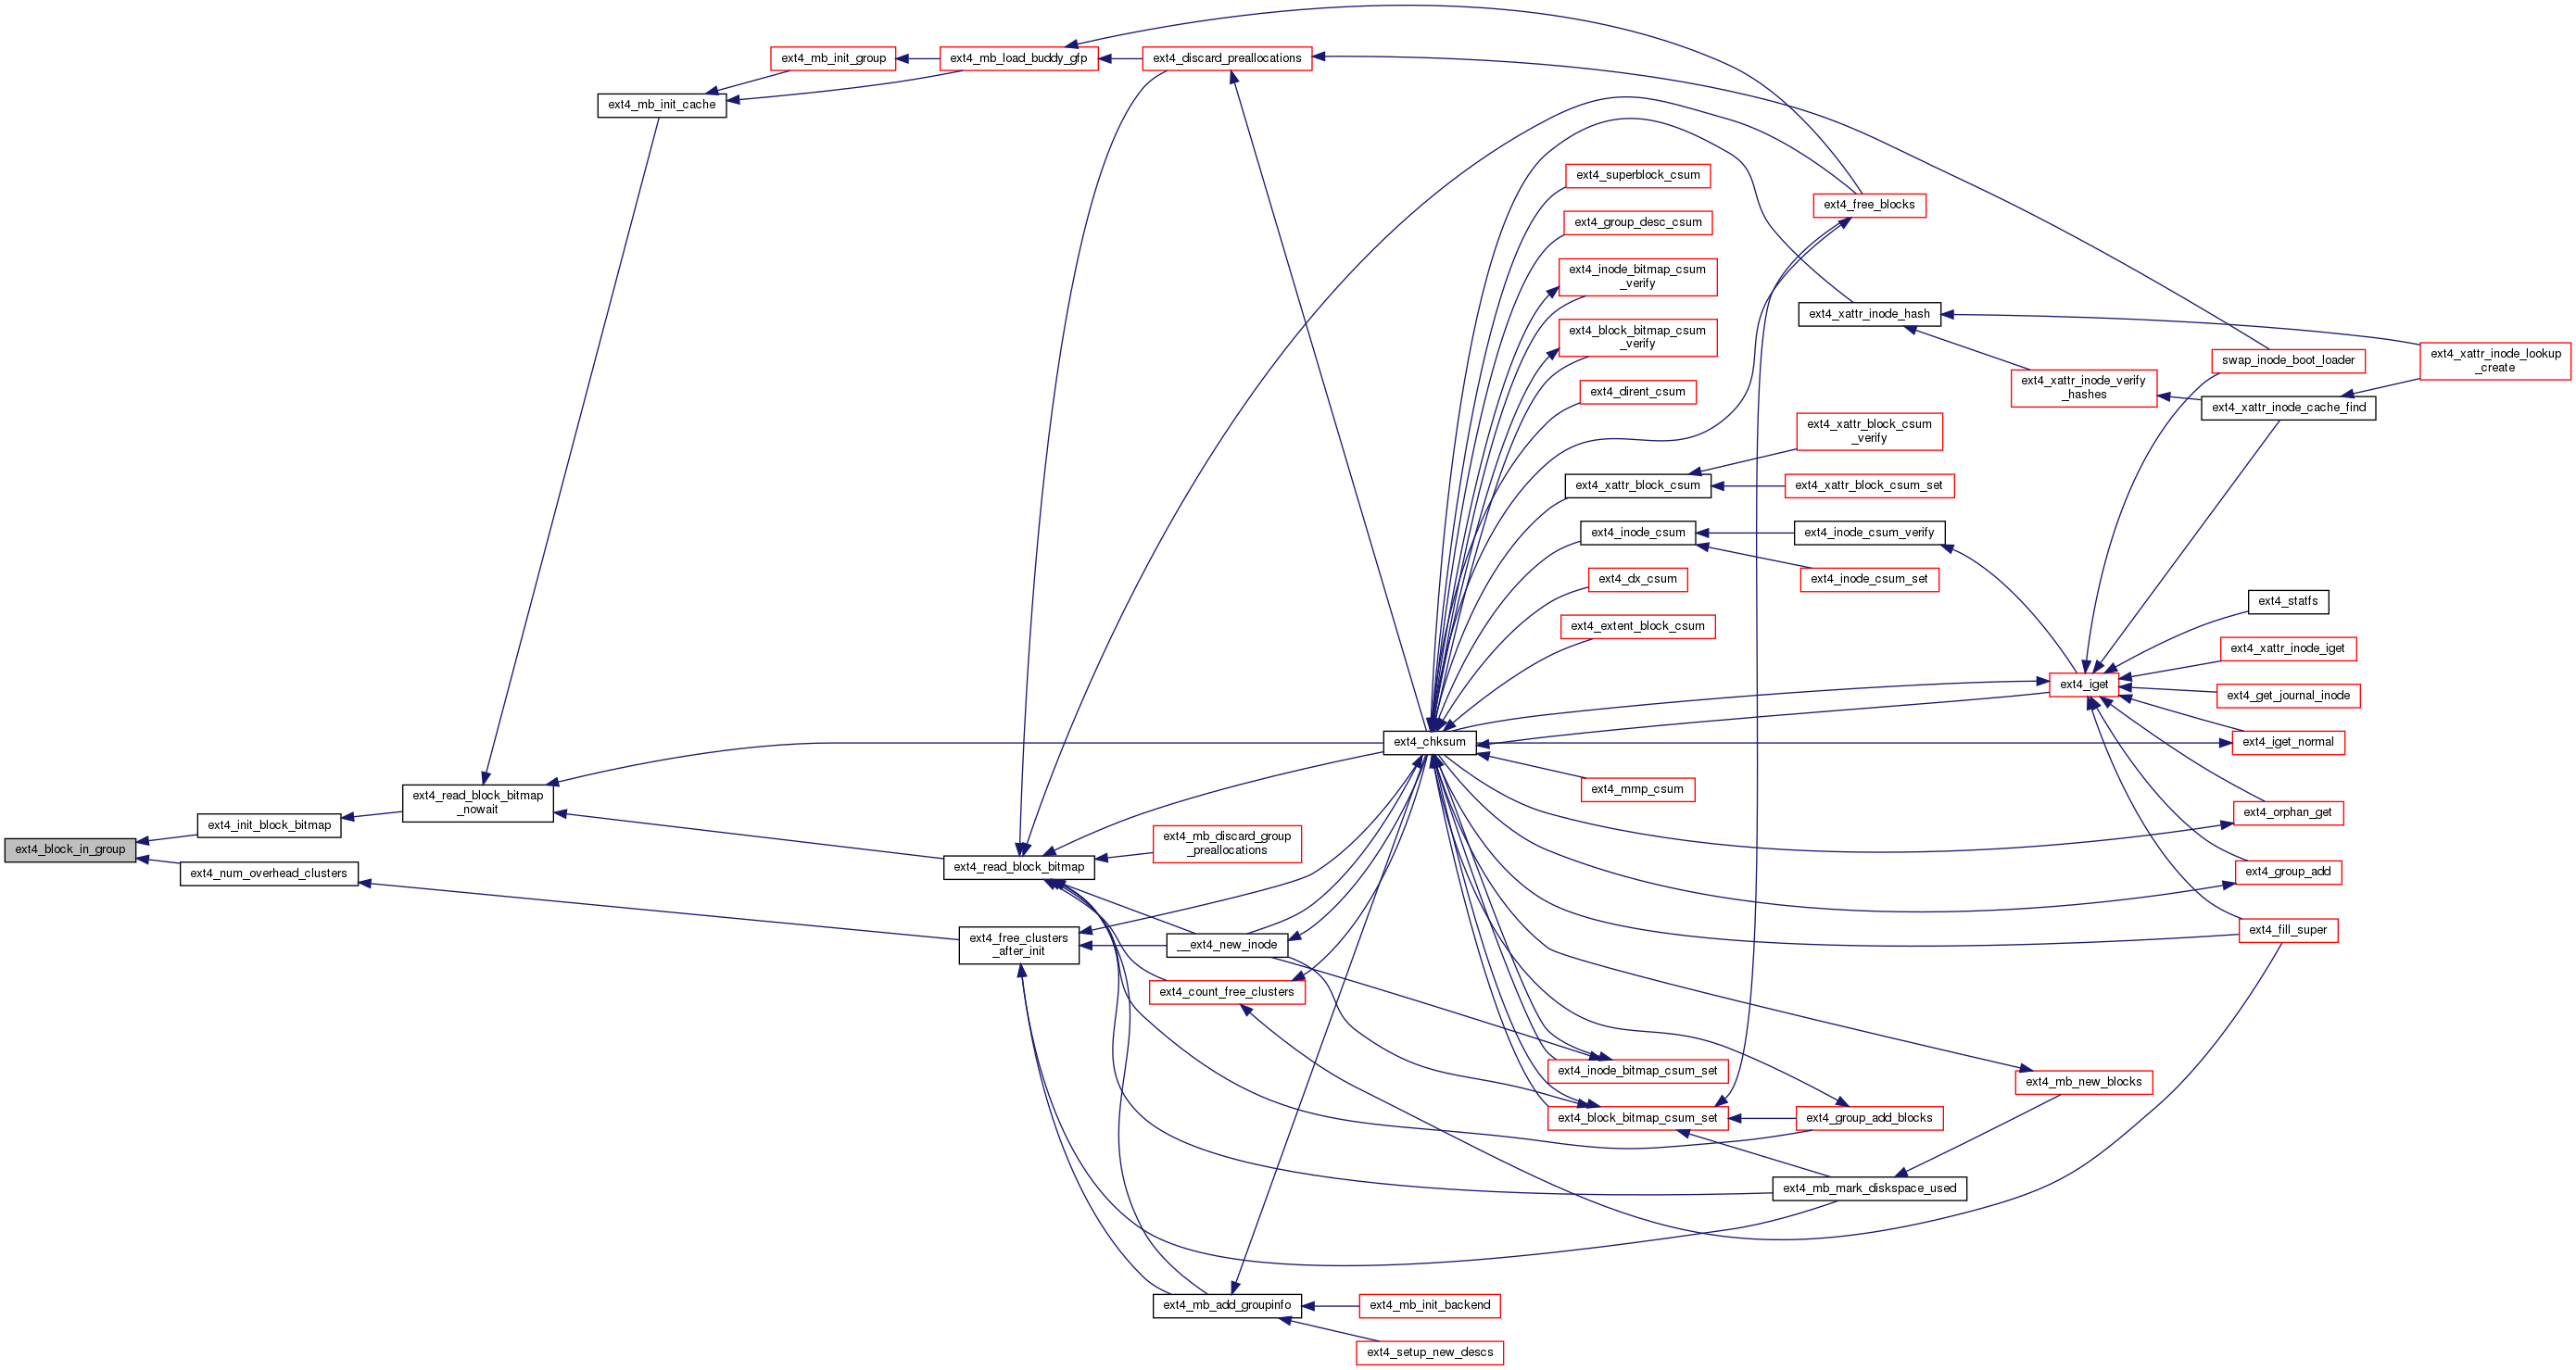 ext4_mb_init_group
ext4_mb_load_buddy_gfp
ext4_discard_preallocations
ext4_mb_init_cache
ext4_superblock_csum
ext4_free_blocks
ext4_group_desc_csum
ext4_inode_bitmap_csum
_verify
ext4_xattr_inode_hash
ext4_block_bitmap_csum
_verify
swap_inode_boot_loader
ext4_xattr_inode_lookup
_create
ext4_xattr_inode_verify
_hashes
ext4_dirent_csum
ext4_xattr_inode_cache_find
ext4_xattr_block_csum
_verify
ext4_xattr_block_csum
ext4_xattr_block_csum_set
ext4_inode_csum
ext4_inode_csum_verify
ext4_dx_csum
ext4_inode_csum_set
ext4_statfs
ext4_extent_block_csum
ext4_xattr_inode_iget
ext4_iget
ext4_get_journal_inode
ext4_chksum
ext4_iget_normal
ext4_mmp_csum
ext4_read_block_bitmap
_nowait
ext4_orphan_get
ext4_init_block_bitmap
ext4_block_in_group
ext4_mb_discard_group
_preallocations
ext4_read_block_bitmap
ext4_num_overhead_clusters
ext4_group_add
ext4_free_clusters
_after_init
__ext4_new_inode
ext4_fill_super
ext4_count_free_clusters
ext4_inode_bitmap_csum_set
ext4_mb_new_blocks
ext4_block_bitmap_csum_set
ext4_group_add_blocks
ext4_mb_mark_diskspace_used
ext4_mb_add_groupinfo
ext4_mb_init_backend
ext4_setup_new_descs